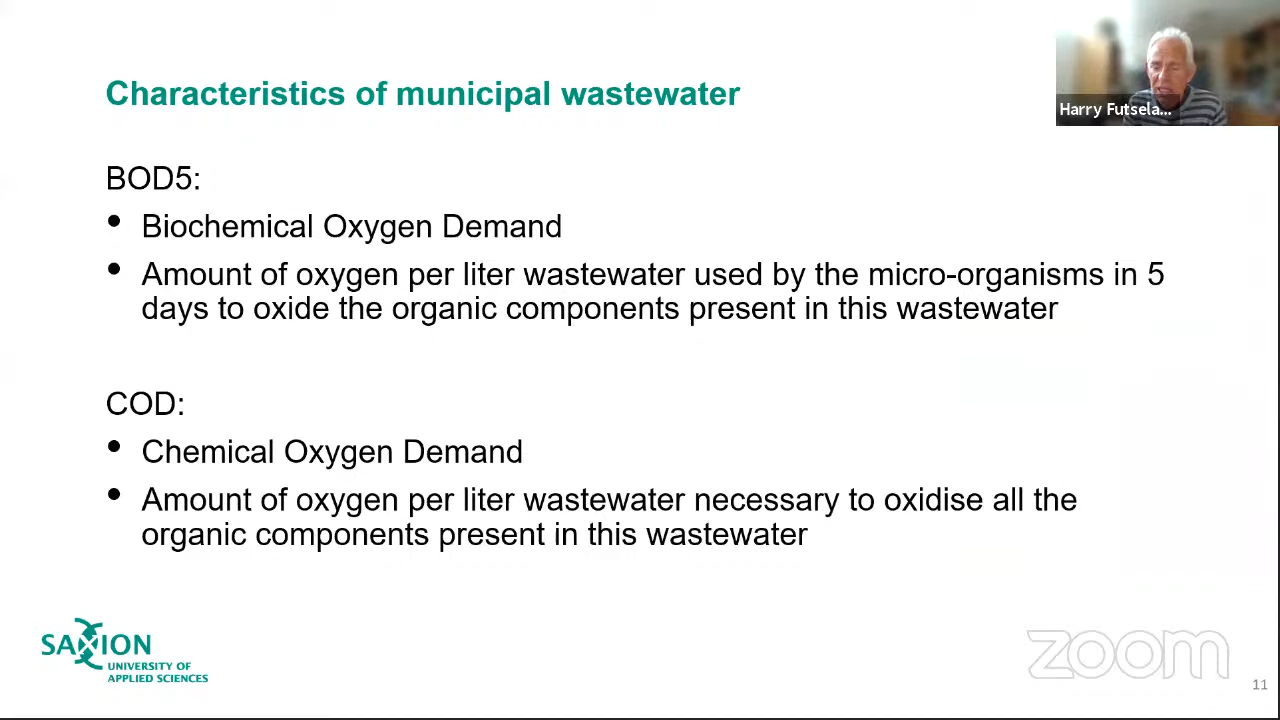 Characteristics of municipal wastewater
Harry Futsela...
BOD5:
• Biochemical Oxygen Demand
• Amount of oxygen per liter wastewater used by the micro-organisms in 5
days to oxide the organic components present in this wastewater
COD:
• Chemical Oxygen Demand
• Amount of oxygen per liter wastewater necessary to oxidise all the
organic components present in this wastewater
SAXION
UNIVERSITY OF
APPLIED SCIENCES
zoom
11